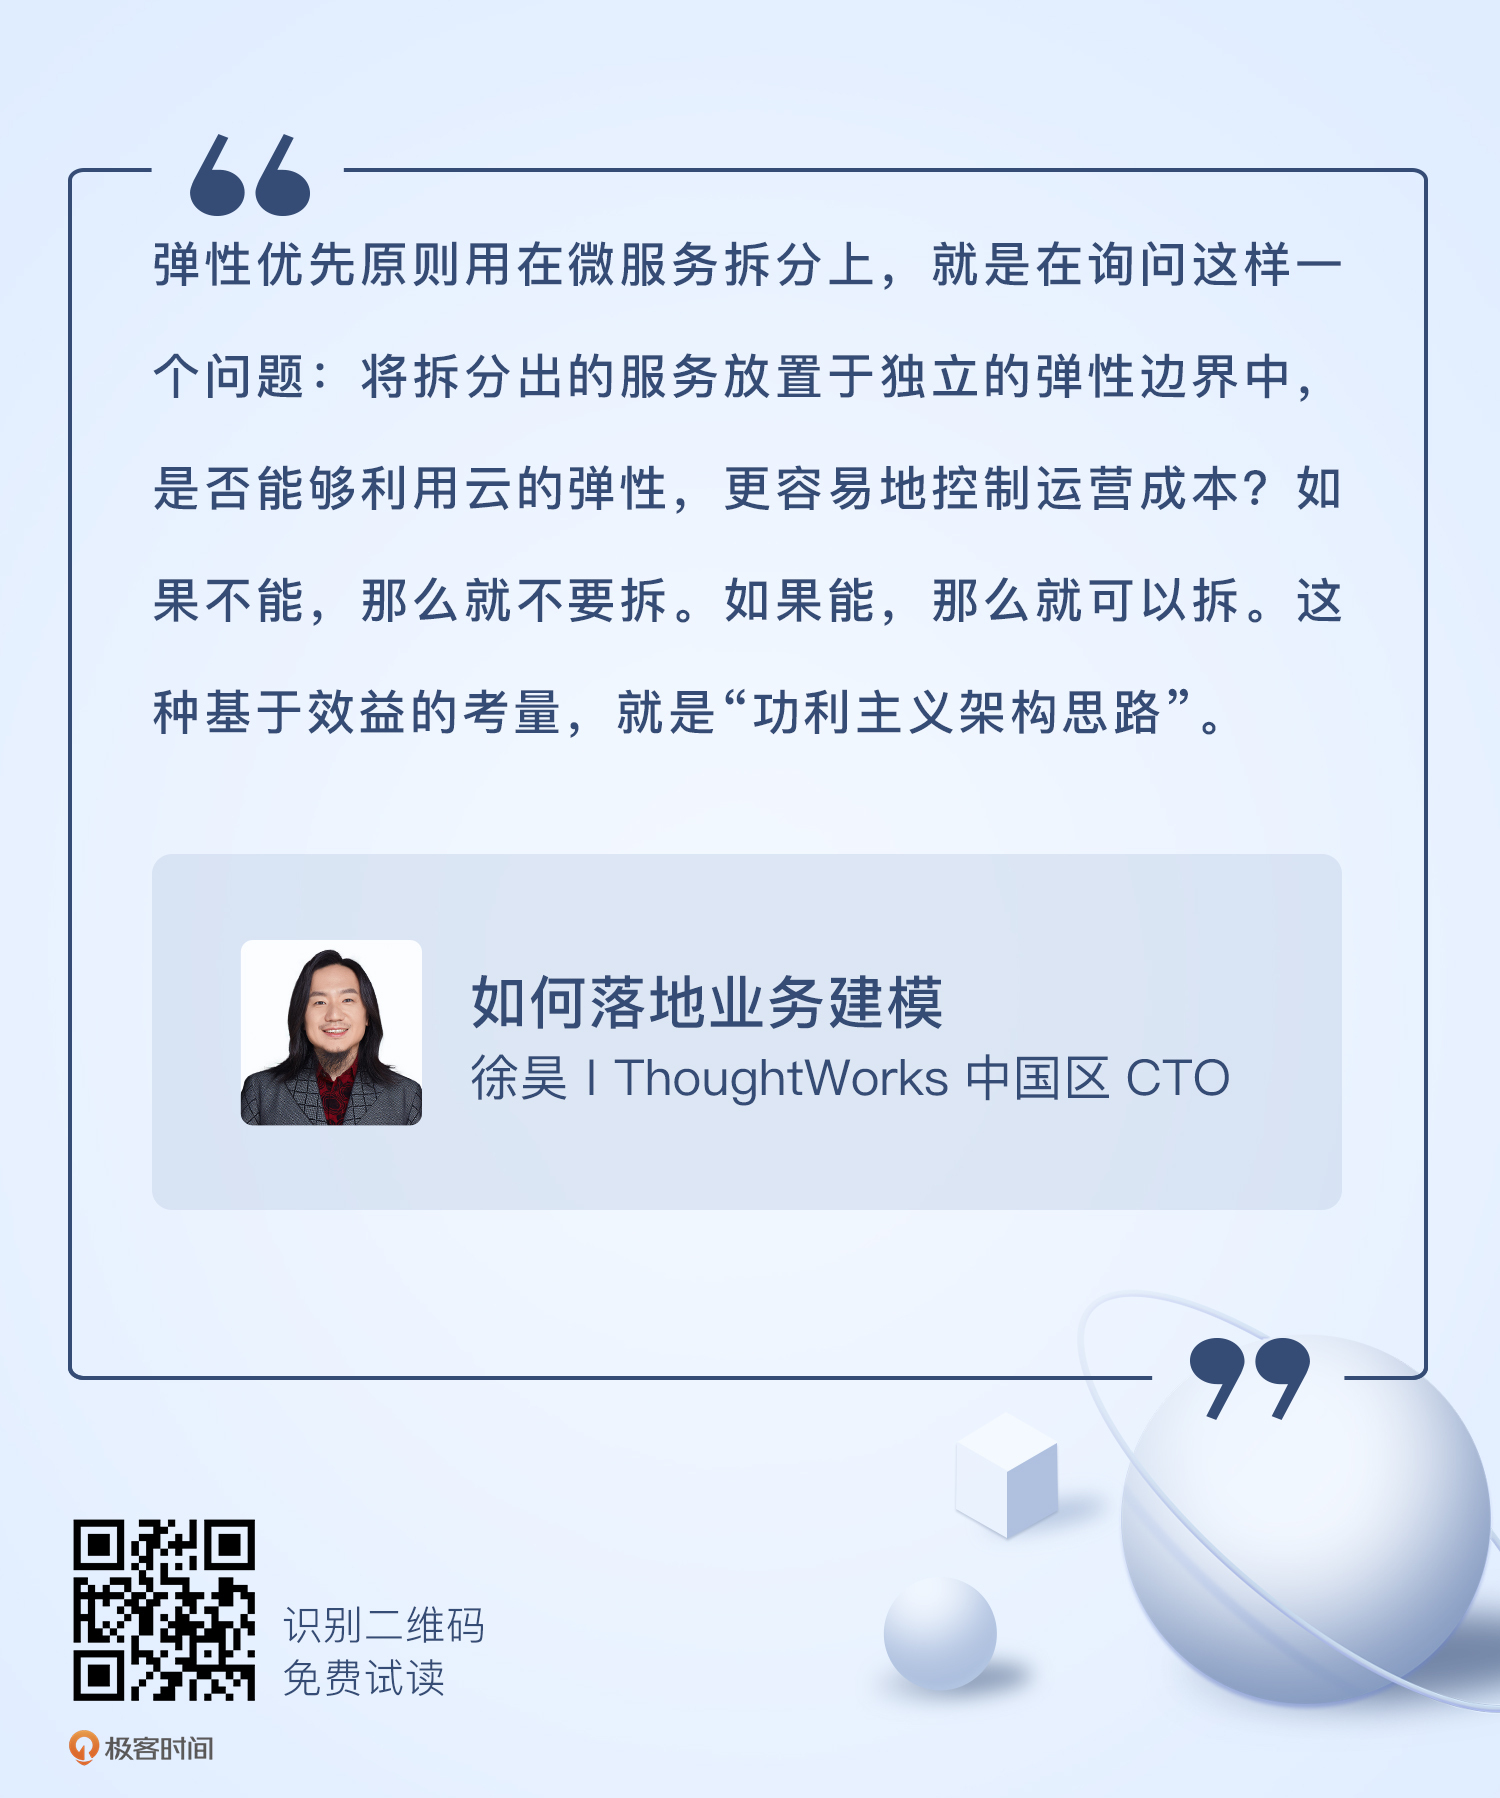 “
弹性优先原则用在微服务拆分上，就是在询问这样一
个问题：将拆分出的服务放置于独立的弹性边界中，
是否能够利用云的弹性，更容易地控制运营成本？如
果不能，那么就不要拆。如果能，那么就可以拆。这
种基于效益的考量，就是“功利主义架构思路”。
如何落地业务建模
徐昊 | ThoughtWorks 中国区 CTO
”
识别二维码
免费试读
极客时间